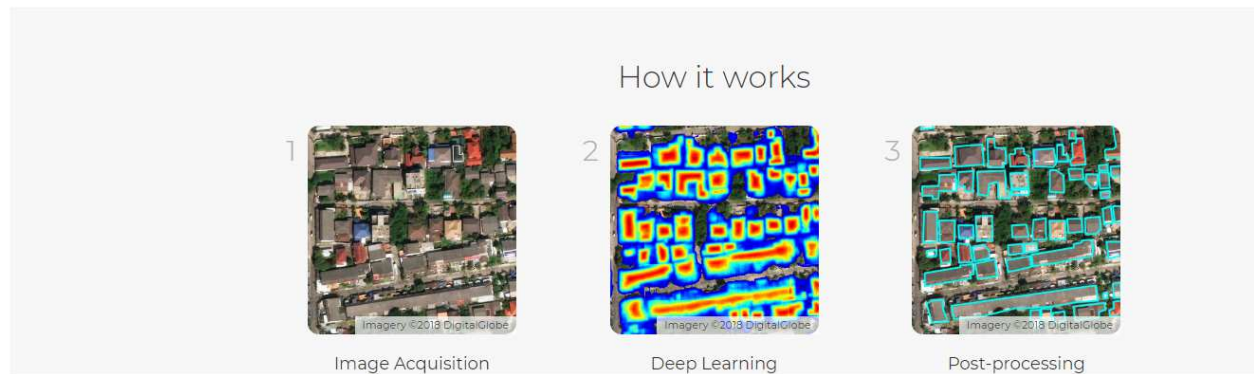 How it works
1
2
3
Imagery ©2018 DigitalGlobe
Imagery ©2018 DigitalGlobe
Imagery ©2018 DigitalGlobe
Image Acquisition
Deep Learning
Post-processing